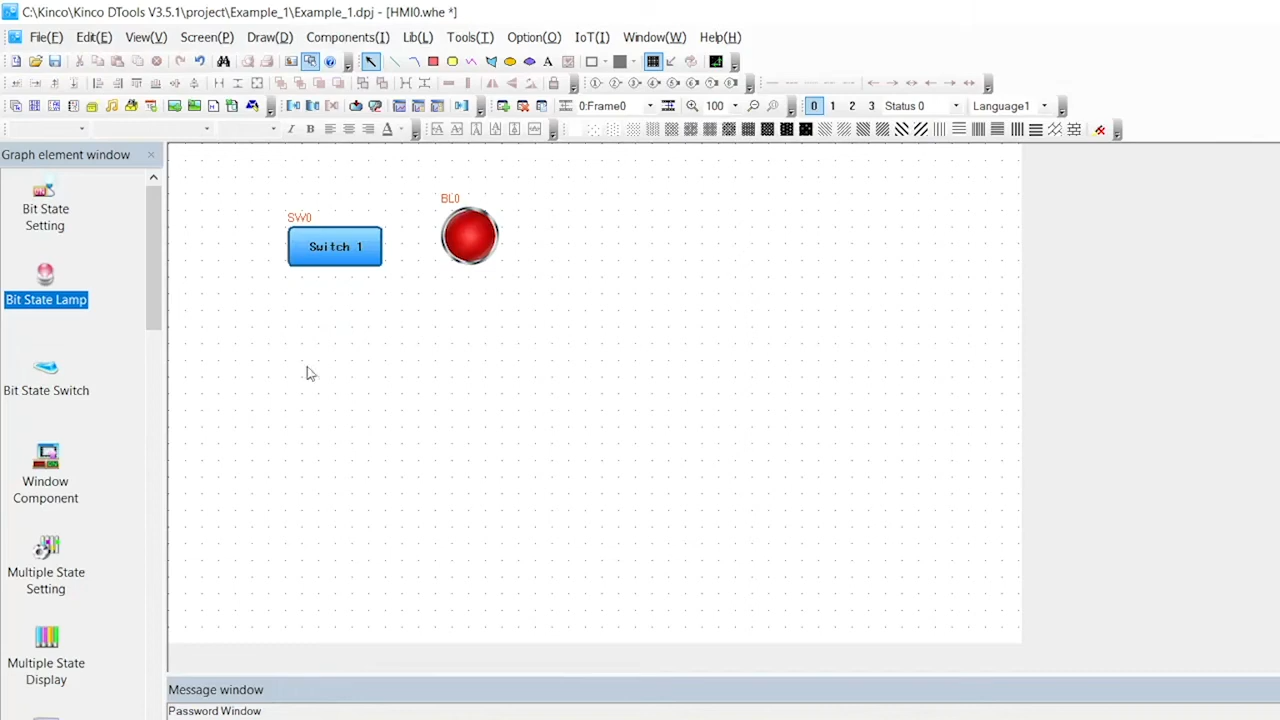 C:\Kinco\Kinco DTools V3.5.1\project\Example_1\Example_1.dpj - [HMI0.whe *]
File(F) Edit(E) View(V) Screen(P) Draw(D) Components(I) Lib(L) Tools(T) Option(O) IoT(I) Window(W) Help(H)
0:Frame0 100 0 1 2 3 Status 0 Language1
Graph element window
Bit State
Setting
Bit State Lamp
Bit State Switch
Window
Component
Multiple State
Setting
Multiple State
Display
BL0
SW0
Switch 1
Message window
Password Window